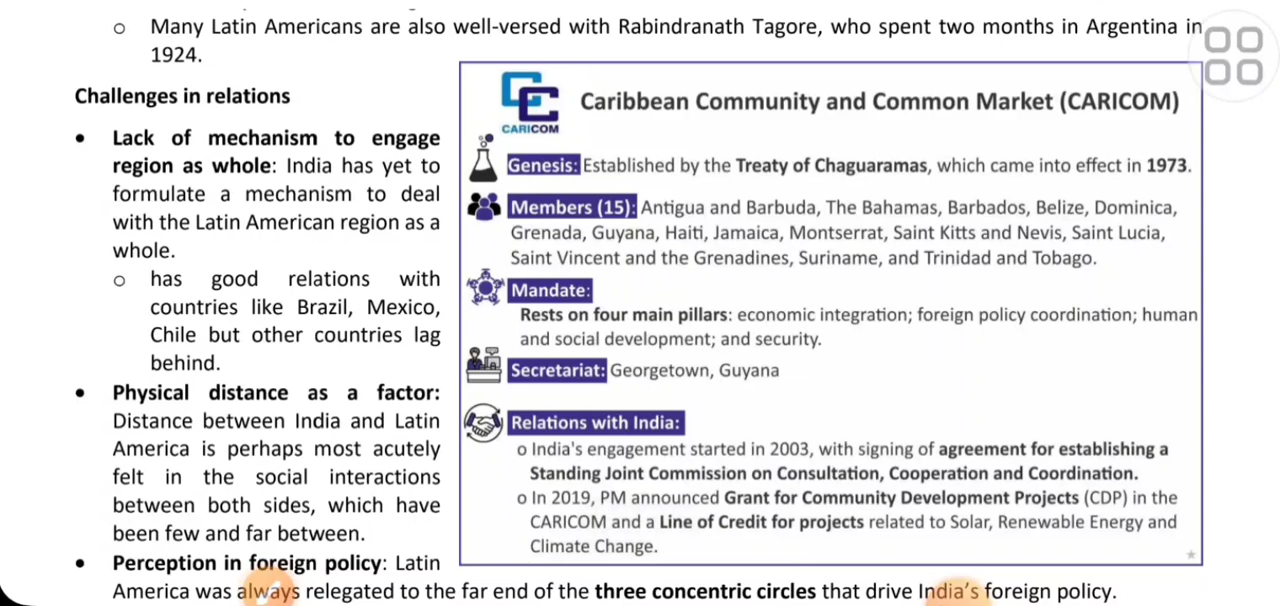 o Many Latin Americans are also well-versed with Rabindranath Tagore, who spent two months in Argentina in
1924.
Challenges in relations
• Lack of mechanism to engage
region as whole: India has yet to
formulate a mechanism to deal
with the Latin American region as a
whole.
o has good relations with
countries like Brazil, Mexico,
Chile but other countries lag
behind.
• Physical distance as a factor:
Distance between India and Latin
America is perhaps most acutely
felt in the social interactions
between both sides, which have
been few and far between.
• Perception in foreign policy: Latin
America was always relegated to the far end of the three concentric circles that drive India's foreign policy.
CARICOM
Caribbean Community and Common Market (CARICOM)
Genesis: Established by the Treaty of Chaguaramas, which came into effect in 1973.
Members (15): Antigua and Barbuda, The Bahamas, Barbados, Belize, Dominica,
Grenada, Guyana, Haiti, Jamaica, Montserrat, Saint Kitts and Nevis, Saint Lucia,
Saint Vincent and the Grenadines, Suriname, and Trinidad and Tobago.
Mandate:
Rests on four main pillars: economic integration; foreign policy coordination; human
and social development; and security.
Secretariat: Georgetown, Guyana
Relations with India:
o India's engagement started in 2003, with signing of agreement for establishing a
Standing Joint Commission on Consultation, Cooperation and Coordination.
o In 2019, PM announced Grant for Community Development Projects (CDP) in the
CARICOM and a Line of Credit for projects related to Solar, Renewable Energy and
Climate Change.